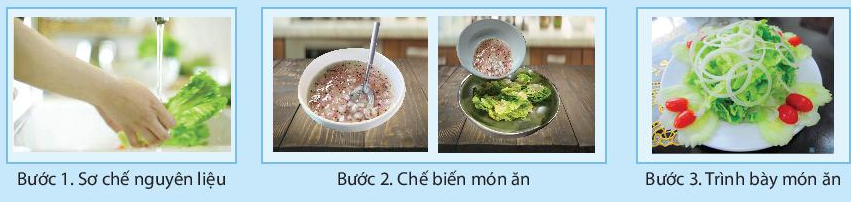 Bước 1. Sơ chế nguyên liệu
Bước 2. Chế biến món ăn
Bước 3. Trình bày món ăn